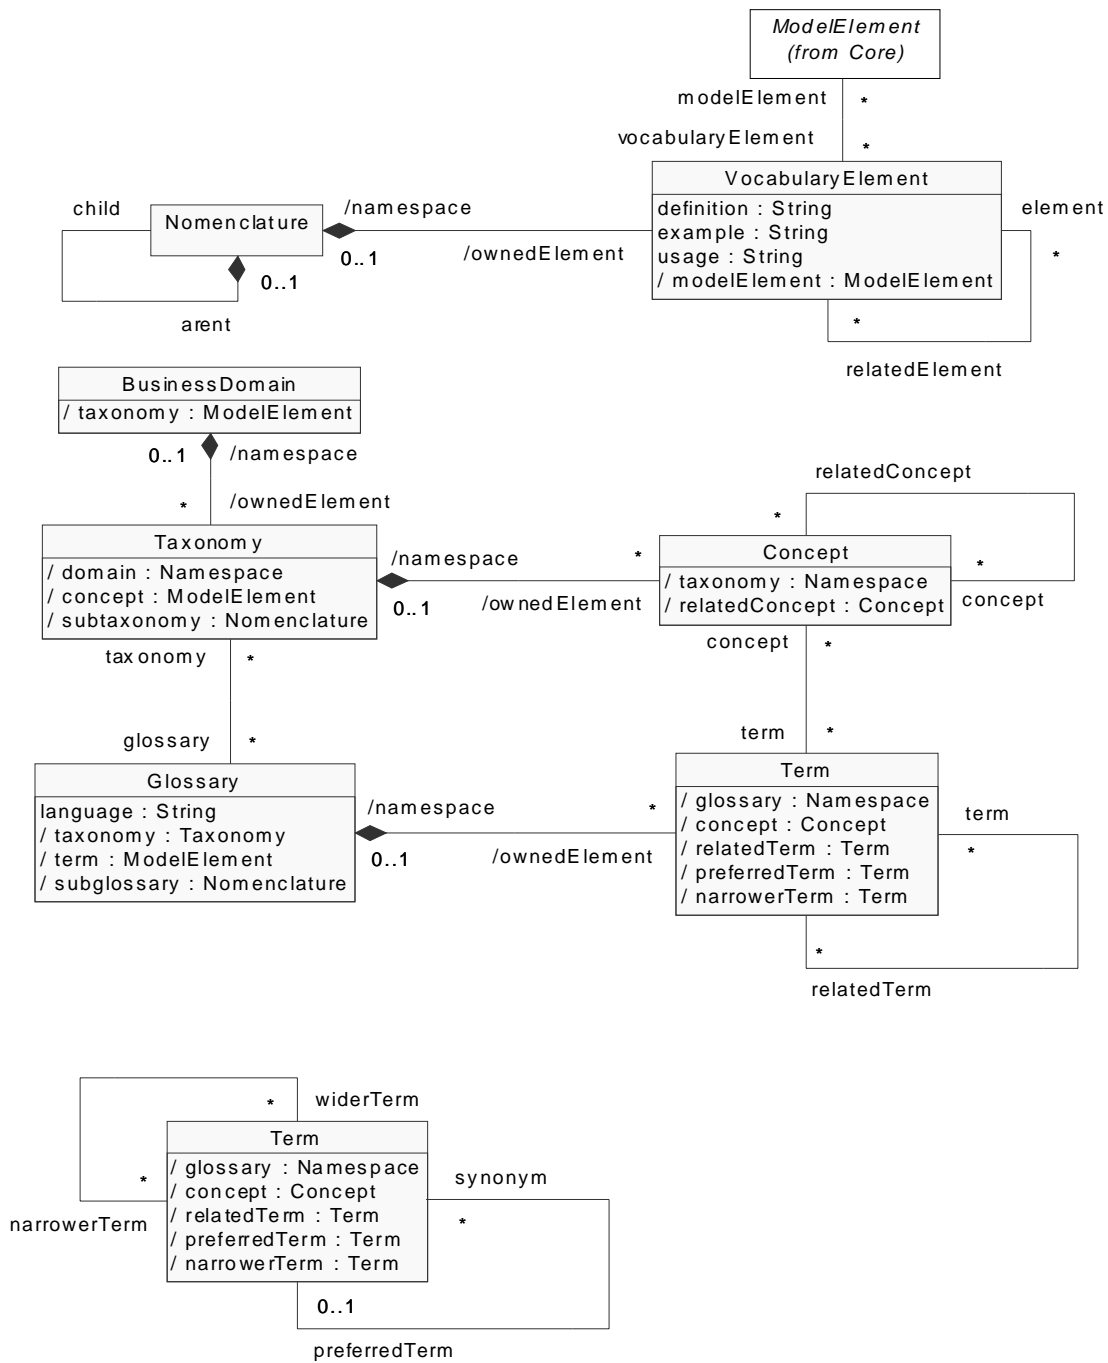 ModelElement
(from Core)
modelElement *
vocabularyElement *
VocabularyElement
definition : String
example : String
usage : String
/ modelElement : ModelElement
element
*
*
relatedElement
child
Nomenclature
/namespace
0..1
/ownedElement
0..1
arent
BusinessDomain
/ taxonomy : ModelElement
0..1 /namespace
* /ownedElement
Taxonomy
/ domain : Namespace
/ concept : ModelElement
/ subtaxonomy : Nomenclature
/namespace *
0..1 /ownedElement
relatedConcept
*
Concept
/ taxonomy : Namespace
/ relatedConcept : Concept
*
concept
taxonomy *
glossary *
concept *
term *
Glossary
language : String
/ taxonomy : Taxonomy
/ term : ModelElement
/ subglossary : Nomenclature
/namespace *
0..1 /ownedElement
Term
/ glossary : Namespace
/ concept : Concept
/ relatedTerm : Term
/ preferredTerm : Term
/ narrowerTerm : Term
term
*
*
relatedTerm
* widerTerm
Term
/ glossary : Namespace
/ concept : Concept
/ relatedTerm : Term
/ preferredTerm : Term
/ narrowerTerm : Term
*
narrowerTerm
synonym
*
0..1
preferredTerm